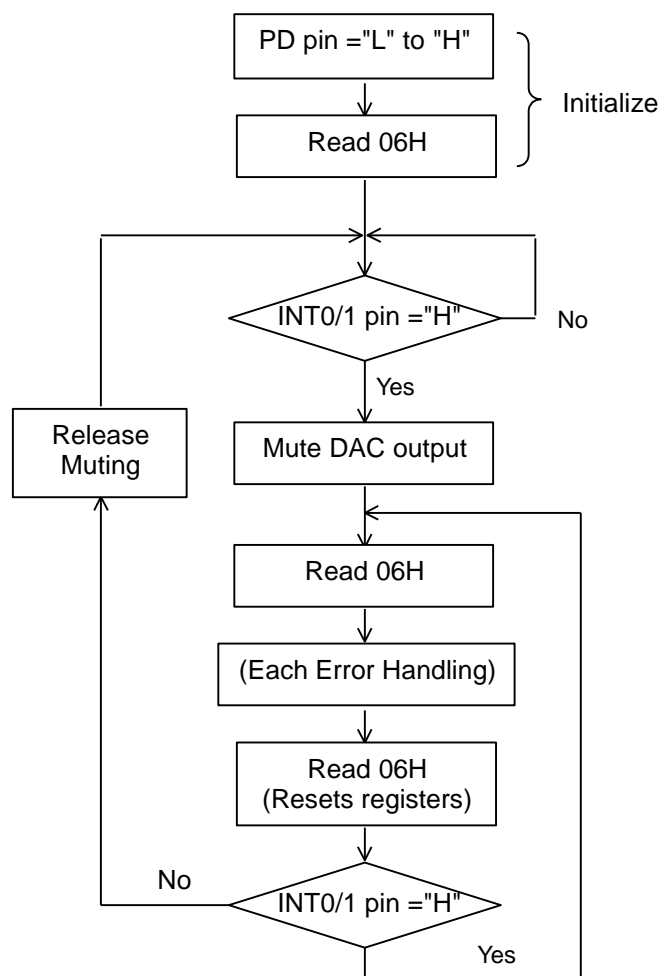 PD pin ="L" to "H"
Initialize
Read 06H
INT0/1 pin ="H"
No
Yes
Release
Muting
Mute DAC output
Read 06H
(Each Error Handling)
Read 06H
(Resets registers)
No
INT0/1 pin ="H"
Yes